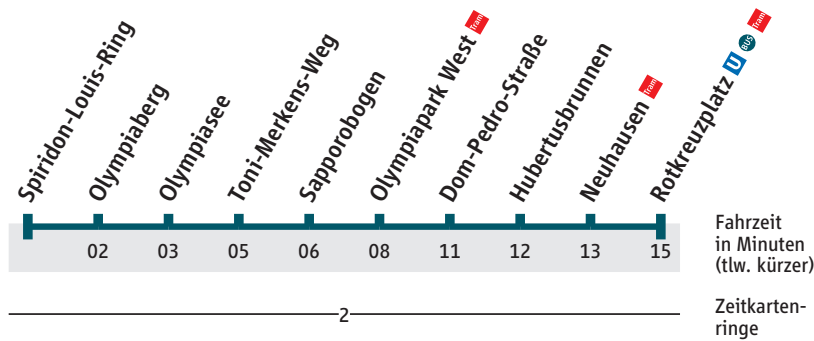 Spiridon-Louis-Ring
Olympiaberg
Olympiasee
Toni-Merkens-Weg
Sapporobogen
Olympiapark West Tram
Dom-Pedro-Straße
Hubertusbrunnen
Neuhausen Tram
Rotkreuzplatz U BUS Tram
02 03 05 06 08 11 12 13 15
Fahrzeit
in Minuten
(tlw. kürzer)
2
Zeitkarten-
ringe